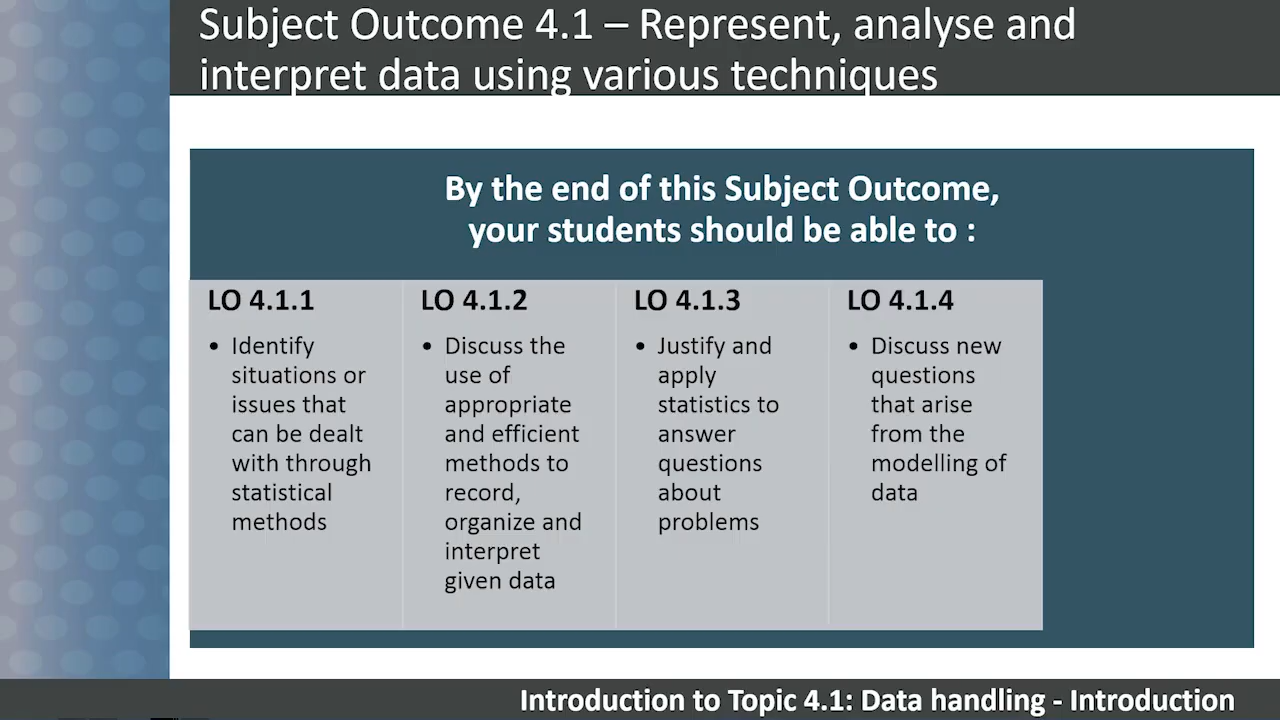 Subject Outcome 4.1 – Represent, analyse and
interpret data using various techniques
By the end of this Subject Outcome,
your students should be able to :
LO 4.1.1
• Identify
situations or
issues that
can be dealt
with through
statistical
methods
LO 4.1.2
• Discuss the
use of
appropriate
and efficient
methods to
record,
organize and
interpret
given data
LO 4.1.3
• Justify and
apply
statistics to
answer
questions
about
problems
LO 4.1.4
• Discuss new
questions
that arise
from the
modelling of
data
Introduction to Topic 4.1: Data handling - Introduction